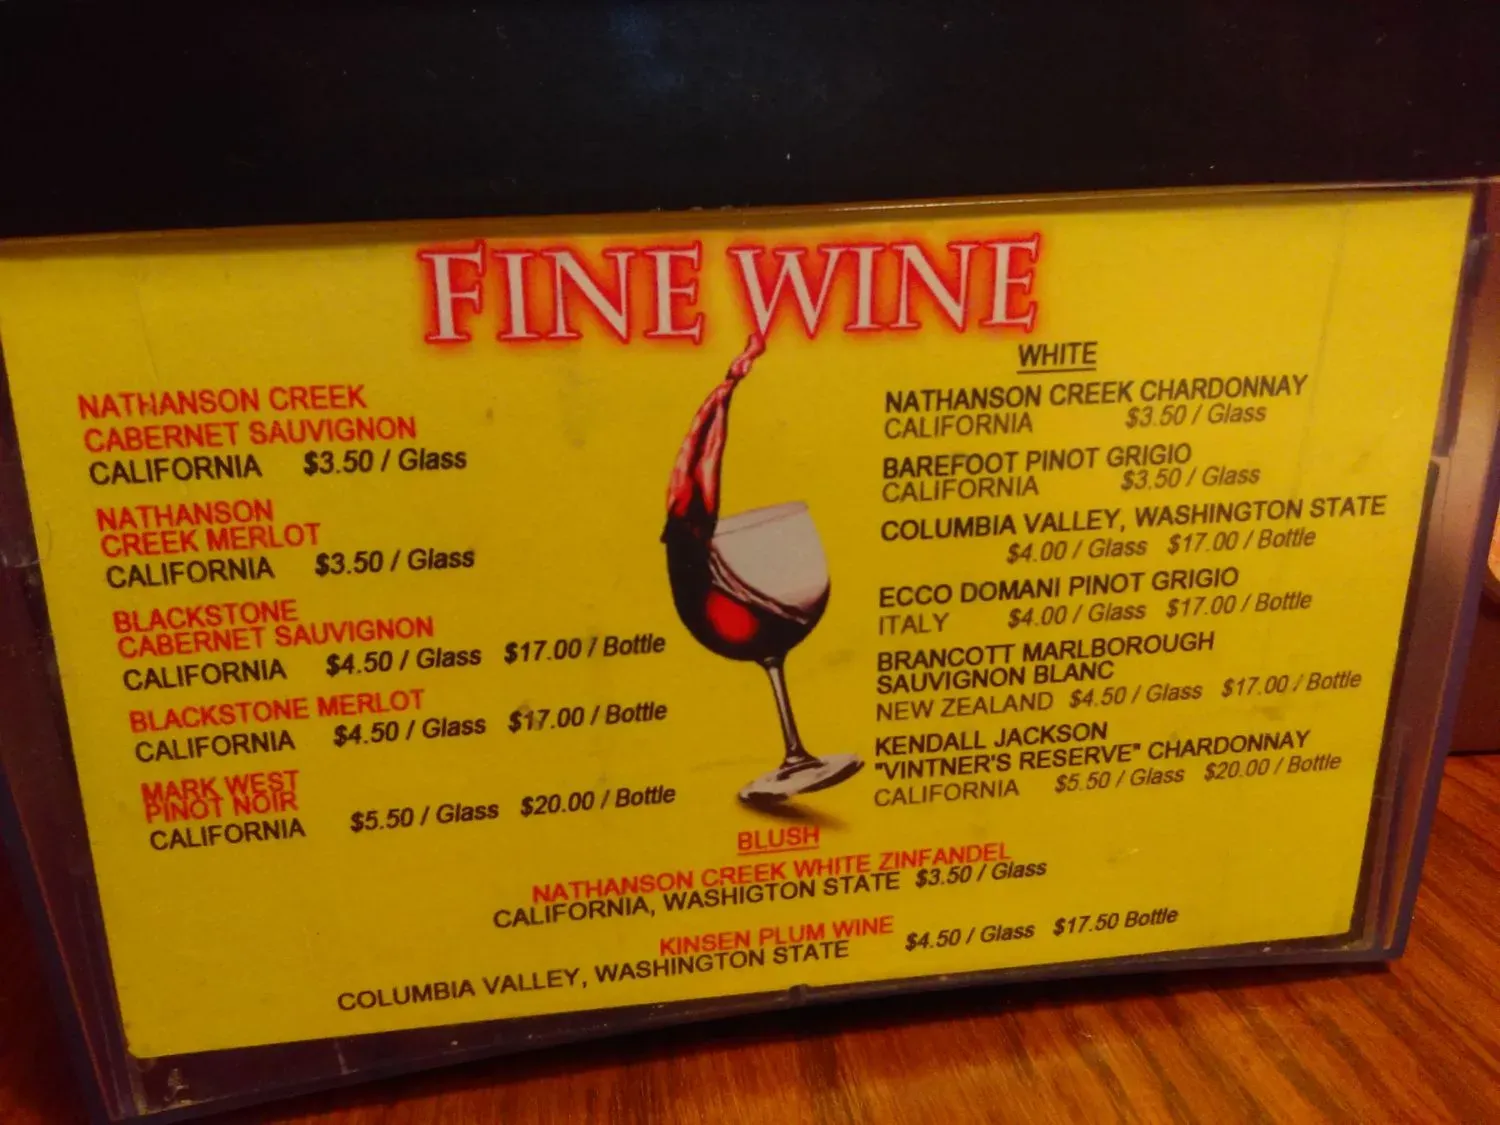 FINE WINE
NATHANSON CREEK
CABERNET SAUVIGNON
CALIFORNIA $3.50 / Glass
NATHANSON
CREEK MERLOT
CALIFORNIA $3.50 / Glass
BLACKSTONE
CABERNET SAUVIGNON
CALIFORNIA $4.50 / Glass $17.00 / Bottle
BLACKSTONE MERLOT
CALIFORNIA $4.50 / Glass $17.00 / Bottle
MARK WEST
PINOT NOIR
CALIFORNIA $5.50 / Glass $20.00 / Bottle
WHITE
NATHANSON CREEK CHARDONNAY
CALIFORNIA $3.50 / Glass
BAREFOOT PINOT GRIGIO
CALIFORNIA $3.50 / Glass
COLUMBIA VALLEY, WASHINGTON STATE
$4.00 / Glass $17.00 / Bottle
ECCO DOMANI PINOT GRIGIO
ITALY $4.00 / Glass $17.00 / Bottle
BRANCOTT MARLBOROUGH
SAUVIGNON BLANC
NEW ZEALAND $4.50 / Glass $17.00 / Bottle
KENDALL JACKSON
"VINTNER'S RESERVE" CHARDONNAY
CALIFORNIA $5.50 / Glass $20.00 / Bottle
BLUSH
NATHANSON CREEK WHITE ZINFANDEL
CALIFORNIA, WASHIGTON STATE $3.50 / Glass
KINSEN PLUM WINE
COLUMBIA VALLEY, WASHINGTON STATE $4.50 / Glass $17.50 Bottle